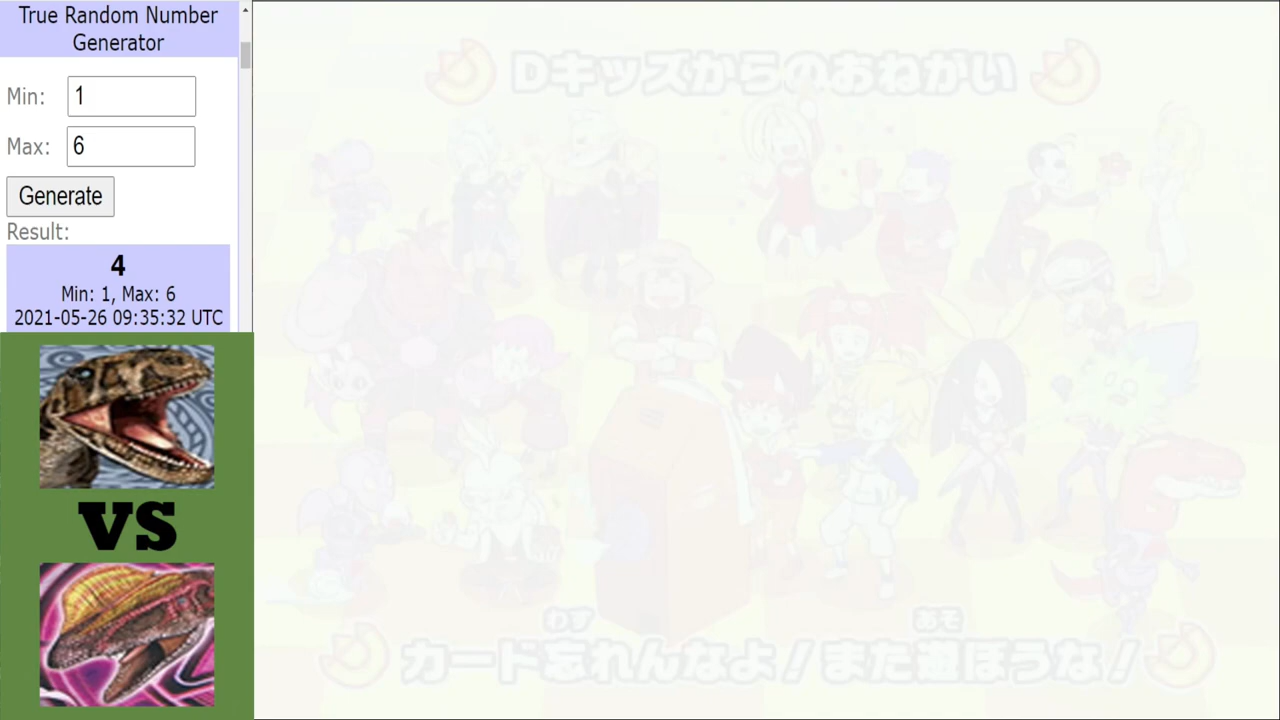 True Random Number
Generator
Min: 1
Max: 6
Generate
Result:
4
Min: 1, Max: 6
2021-05-26 09:35:32 UTC
VS
Dキッズからのおねがい
わす あそ
カード忘れんなよ!また遊ぼうな!